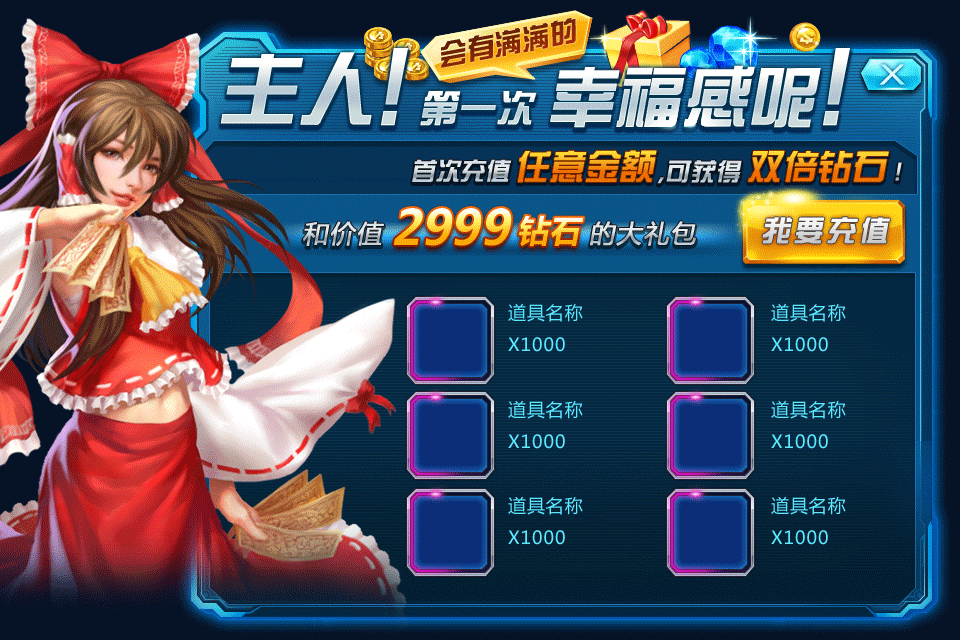 会有满满的
主人！第一次幸福感呢！
首次充值任意金额,可获得双倍钻石！
和价值2999钻石的大礼包
我要充值
道具名称
X1000
道具名称
X1000
道具名称
X1000
道具名称
X1000
道具名称
X1000
道具名称
X1000